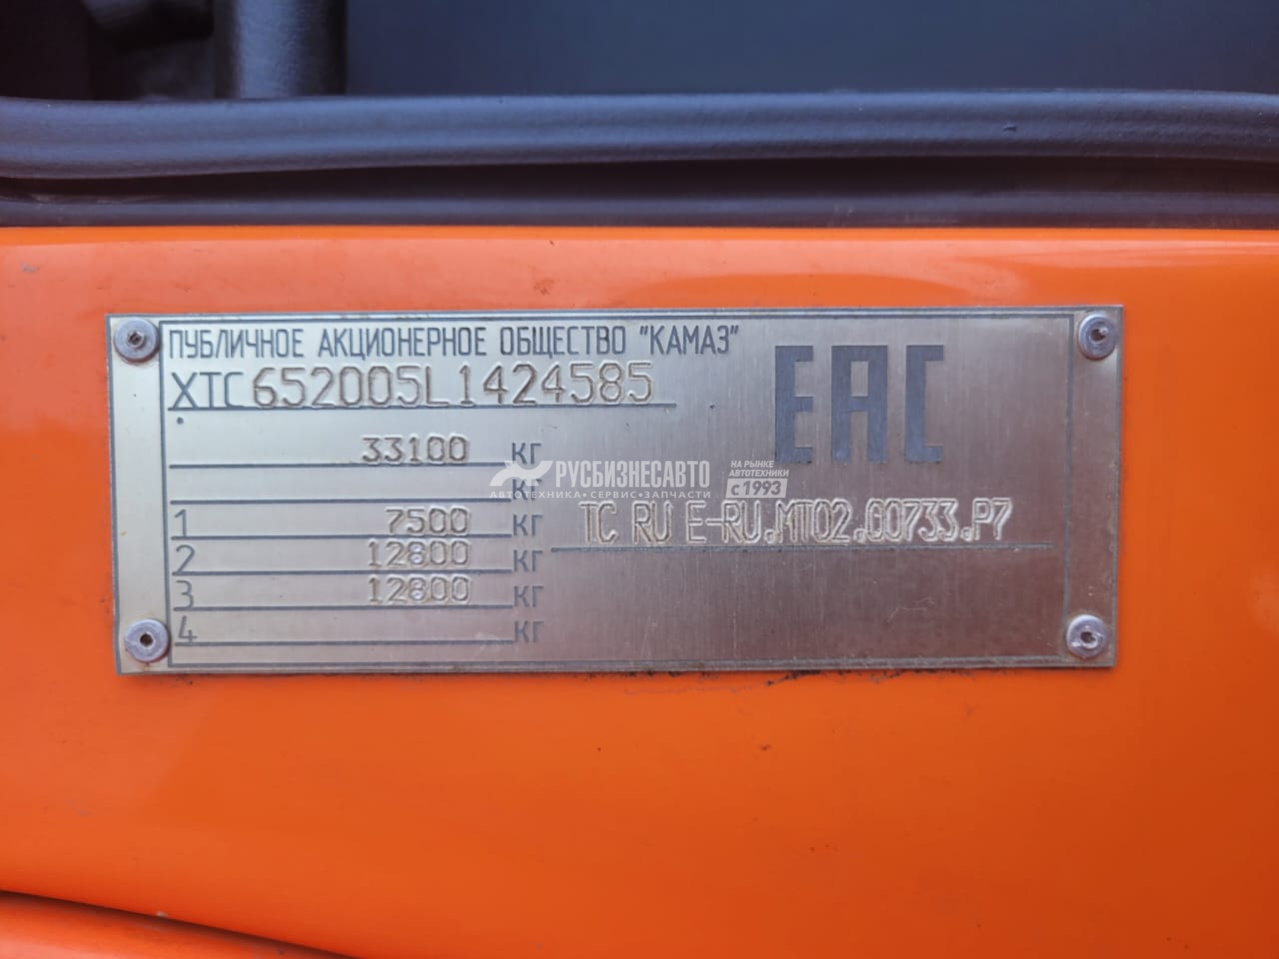 ПУБЛИЧНОЕ АКЦИОНЕРНОЕ ОБЩЕСТВО "КАМАЗ"
XTC652005L1424585
EAC
33100 КГ
КГ
1 7500 КГ
2 12800 КГ
3 12800 КГ
4 КГ
TC RU E-RU.MT02.00733.P7
РУСБИЗНЕСАВТО
АВТОТЕХНИКА • СЕРВИС • ЗАПЧАСТИ
НА РЫНКЕ
АВТОТЕХНИКИ
с 1993